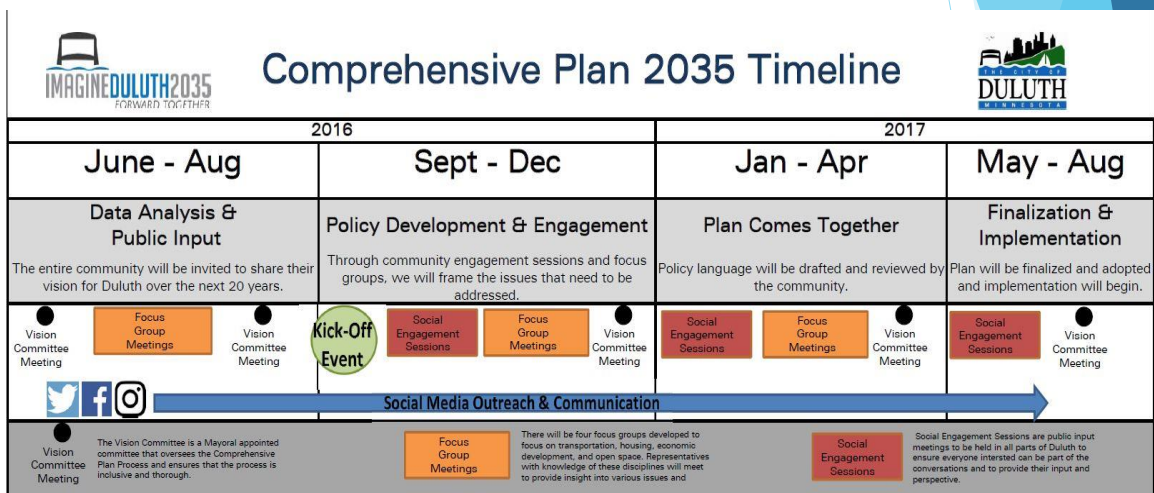 IMAGINEDULUTH2035
FORWARD TOGETHER
Comprehensive Plan 2035 Timeline
THE CITY OF
DULUTH
MINNESOTA
2016
2017
June - Aug
Sept - Dec
Jan - Apr
May - Aug
Data Analysis &
Public Input
The entire community will be invited to share their
vision for Duluth over the next 20 years.
Policy Development & Engagement
Through community engagement sessions and focus
groups, we will frame the issues that need to be
addressed.
Plan Comes Together
Policy language will be drafted and reviewed by
the community.
Finalization &
Implementation
Plan will be finalized and adopted
and implementation will begin.
Vision
Committee
Meeting
Focus
Group
Meetings
Vision
Committee
Meeting
Kick-Off
Event
Social
Engagement
Sessions
Focus
Group
Meetings
Vision
Committee
Meeting
Social
Engagement
Sessions
Focus
Group
Meetings
Vision
Committee
Meeting
Social
Engagement
Sessions
Vision
Committee
Meeting
Social Media Outreach & Communication
Vision
Committee
Meeting
The Vision Committee is a Mayoral appointed
committee that oversees the Comprehensive
Plan Process and ensures that the process is
inclusive and thorough.
Focus
Group
Meetings
There will be four focus groups developed to
focus on transportation, housing, economic
development, and open space. Representatives
with knowledge of these disciplines will meet
to provide insight into various issues and
Social
Engagement
Sessions
Social Engagement Sessions are public input
meetings to be held in all parts of Duluth to
ensure everyone intersted can be part of the
conversations and to provide their input and
perspective.